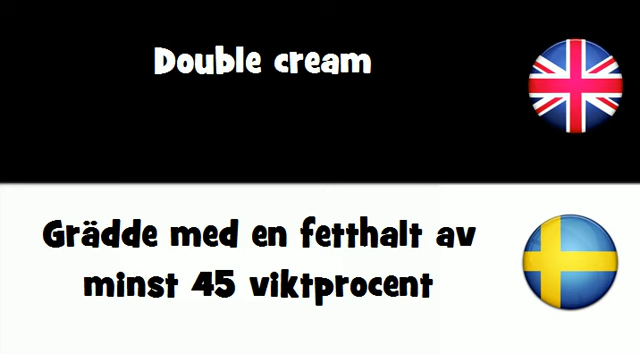 Double cream
Grädde med en fetthalt av
minst 45 viktprocent